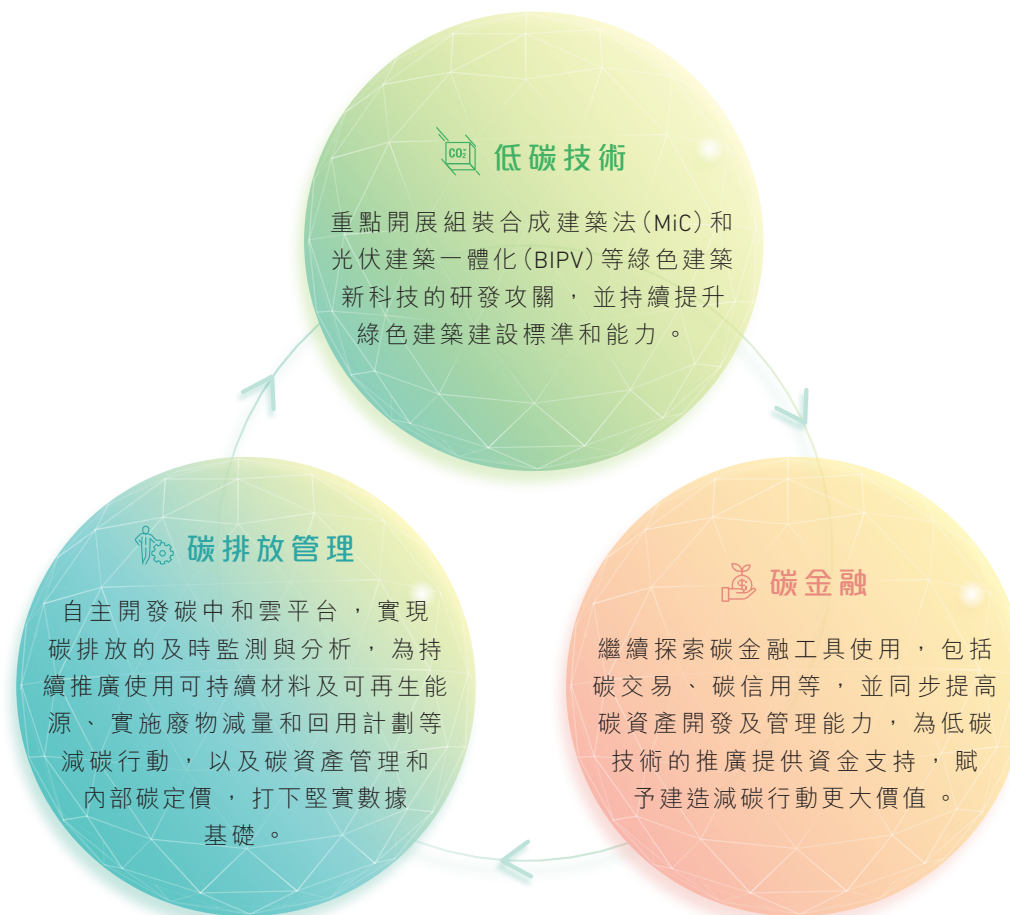 CO2
低碳技術
重點開展組裝合成建築法(MiC)和
光伏建築一體化(BIPV)等綠色建築
新科技的研發攻關，並持續提升
綠色建築建設標準和能力。
碳排放管理
自主開發碳中和雲平台，實現
碳排放的及時監測與分析，為持
續推廣使用可持續材料及可再生能
源、實施廢物減量和回用計劃等
減碳行動，以及碳資產管理和
內部碳定價，打下堅實數據
基礎。
碳金融
繼續探索碳金融工具使用，包括
碳交易、碳信用等，並同步提高
碳資產開發及管理能力，為低碳
技術的推廣提供資金支持，賦
予建造減碳行動更大價值。